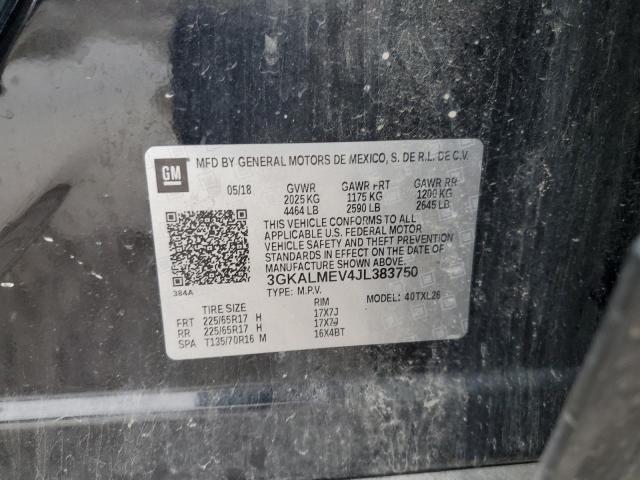 GM
MFD BY GENERAL MOTORS DE MEXICO, S. DE R.L. DE C.V.
05/18 GVWR GAWR FRT GAWR RR
2025 KG 1175 KG 1200 KG
4464 LB 2590 LB 2645 LB
THIS VEHICLE CONFORMS TO ALL
APPLICABLE U.S. FEDERAL MOTOR
VEHICLE SAFETY AND THEFT PREVENTION
STANDARDS IN EFFECT ON THE DATE OF
MANUFACTURE SHOWN ABOVE.
3GKALMEV4JL383750
384A
TYPE: M.P.V. MODEL: 40TXL26
TIRE SIZE RIM
FRT 225/65R17 H 17X7J
RR 225/65R17 H 17X7J
SPA T135/70R16 M 16X4BT